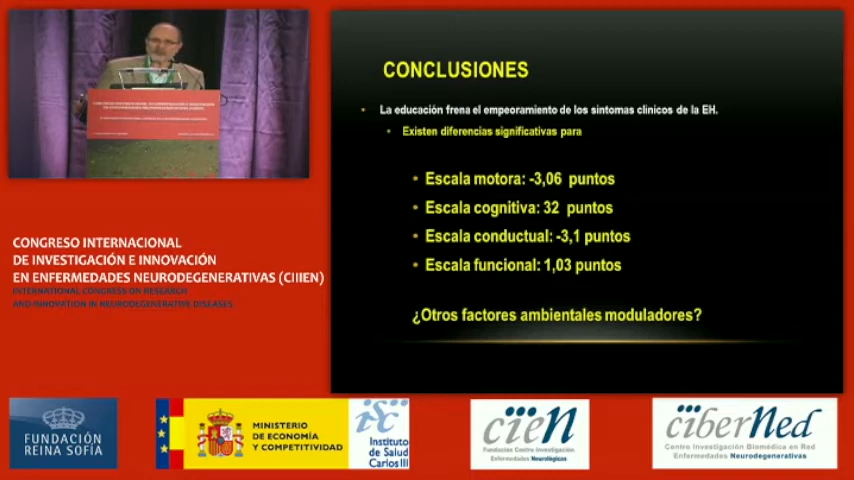 CONCLUSIONES
• La educación frena el empeoramiento de los síntomas clínicos de la EH.
• Existen diferencias significativas para
• Escala motora: -3,06 puntos
• Escala cognitiva: 32 puntos
• Escala conductual: -3,1 puntos
• Escala funcional: 1,03 puntos
¿Otros factores ambientales moduladores?
CONGRESO INTERNACIONAL
DE INVESTIGACIÓN E INNOVACIÓN
EN ENFERMEDADES NEURODEGENERATIVAS (CIIIEN)
INTERNATIONAL CONGRESS ON RESEARCH
AND INNOVATION IN NEURODEGENERATIVE DISEASES
FUNDACIÓN
REINA SOFÍA
MINISTERIO
DE ECONOMÍA
Y COMPETITIVIDAD
isc
Instituto
de Salud
Carlos III
cien
Fundación Centro Investigación
Enfermedades Neurológicas
ciberned
Centro Investigación Biomédica en Red
Enfermedades Neurodegenerativas